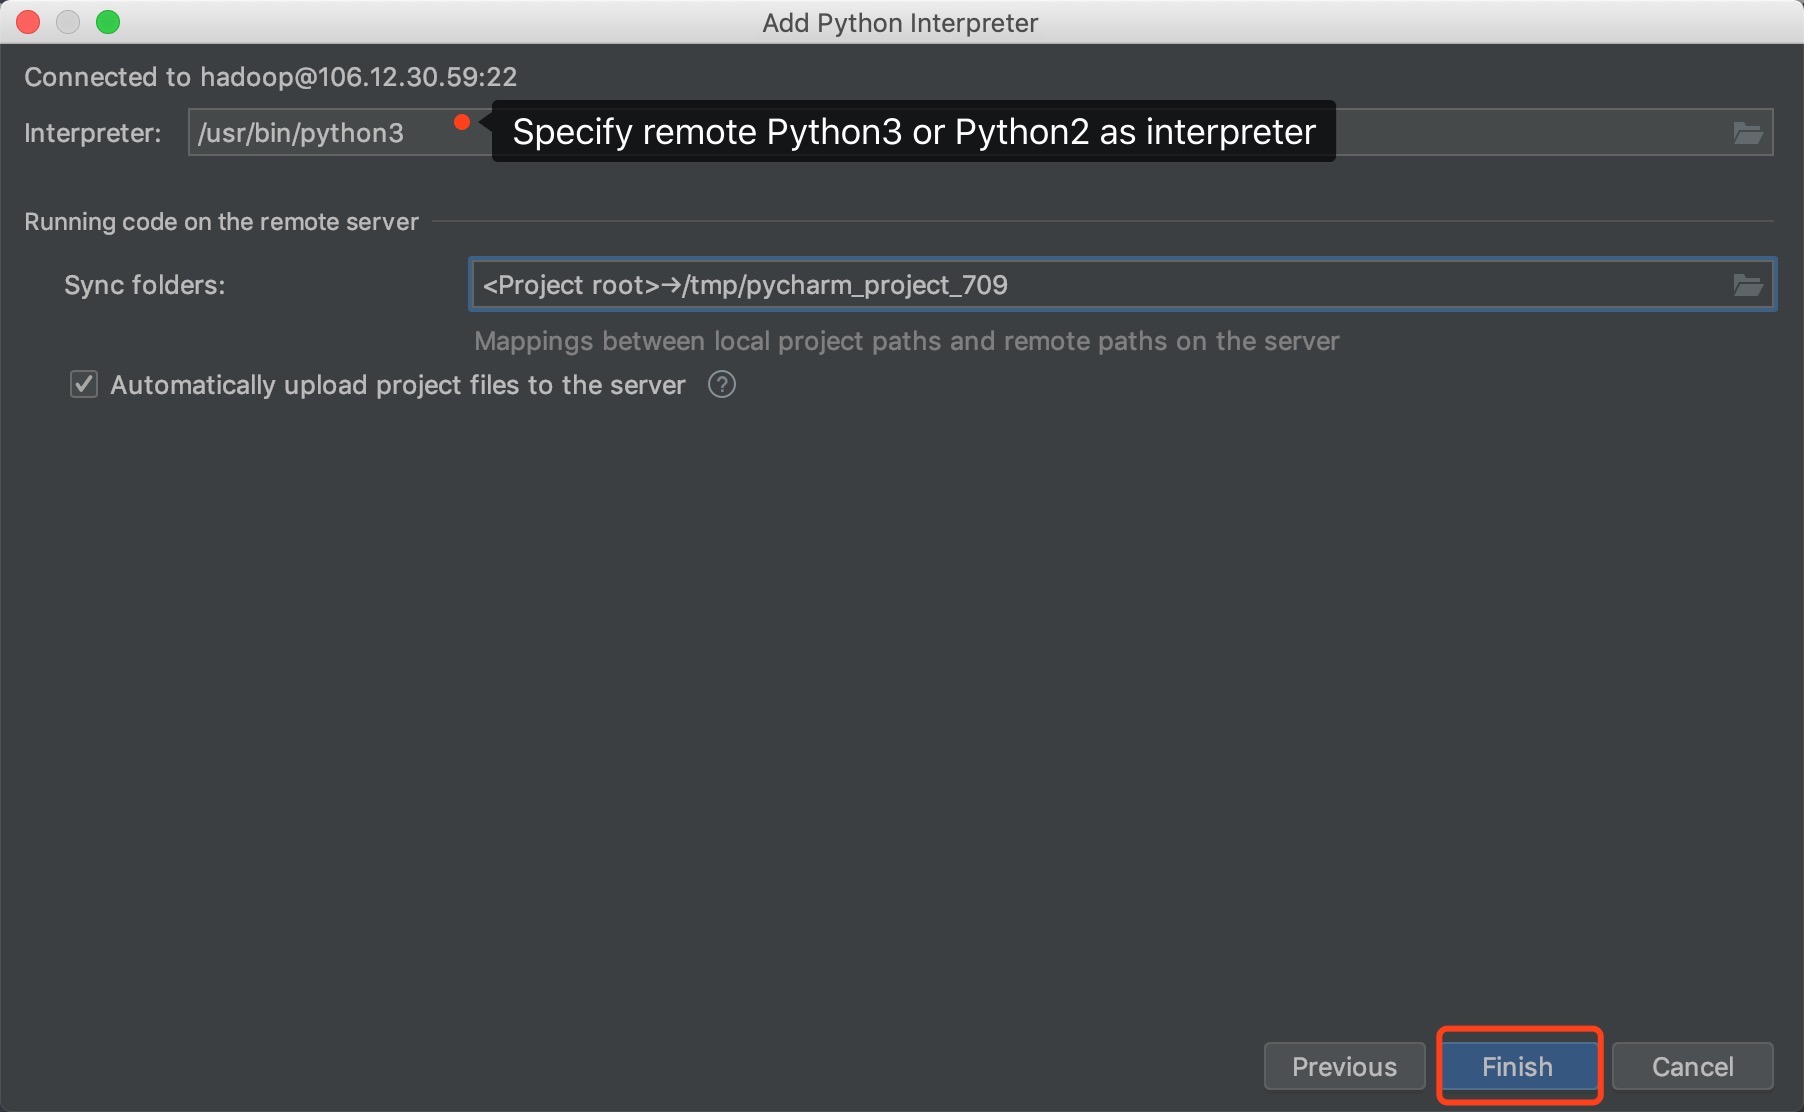 Add Python Interpreter
Connected to hadoop@106.12.30.59:22
Interpreter: /usr/bin/python3 Specify remote Python3 or Python2 as interpreter
Running code on the remote server
Sync folders: <Project root>→/tmp/pycharm_project_709
Mappings between local project paths and remote paths on the server
Automatically upload project files to the server ?
Previous Finish Cancel